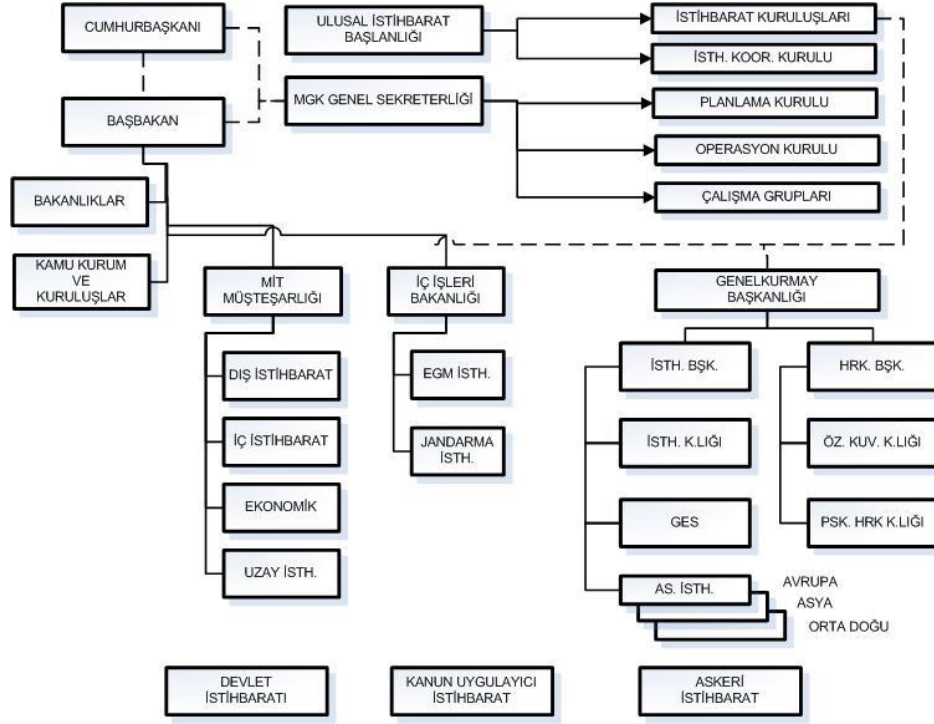 CUMHURBAŞKANI
ULUSAL İSTİHBARAT
BAŞLANLIĞI
İSTİHBARAT KURULUŞLARI
İSTH. KOOR. KURULU
BAŞBAKAN
MGK GENEL SEKRETERLİĞİ
PLANLAMA KURULU
OPERASYON KURULU
ÇALIŞMA GRUPLARI
BAKANLIKLAR
KAMU KURUM
VE
KURULUŞLAR
MİT
MÜŞTEŞARLIĞI
İÇ İŞLERİ
BAKANLIĞI
GENELKURMAY
BAŞKANLIĞI
DIŞ İSTİHBARAT
İÇ İSTİHBARAT
EKONOMİK
UZAY İSTH.
EGM İSTH.
JANDARMA
İSTH.
İSTH. BŞK.
İSTH. K.LIĞI
GES
AS. İSTH.
AVRUPA
ASYA
ORTA DOĞU
HRK. BŞK.
ÖZ. KUV. K.LIĞI
PSK. HRK K.LIĞI
DEVLET
İSTİHBARATI
KANUN UYGULAYICI
İSTİHBARAT
ASKERİ
İSTİHBARAT